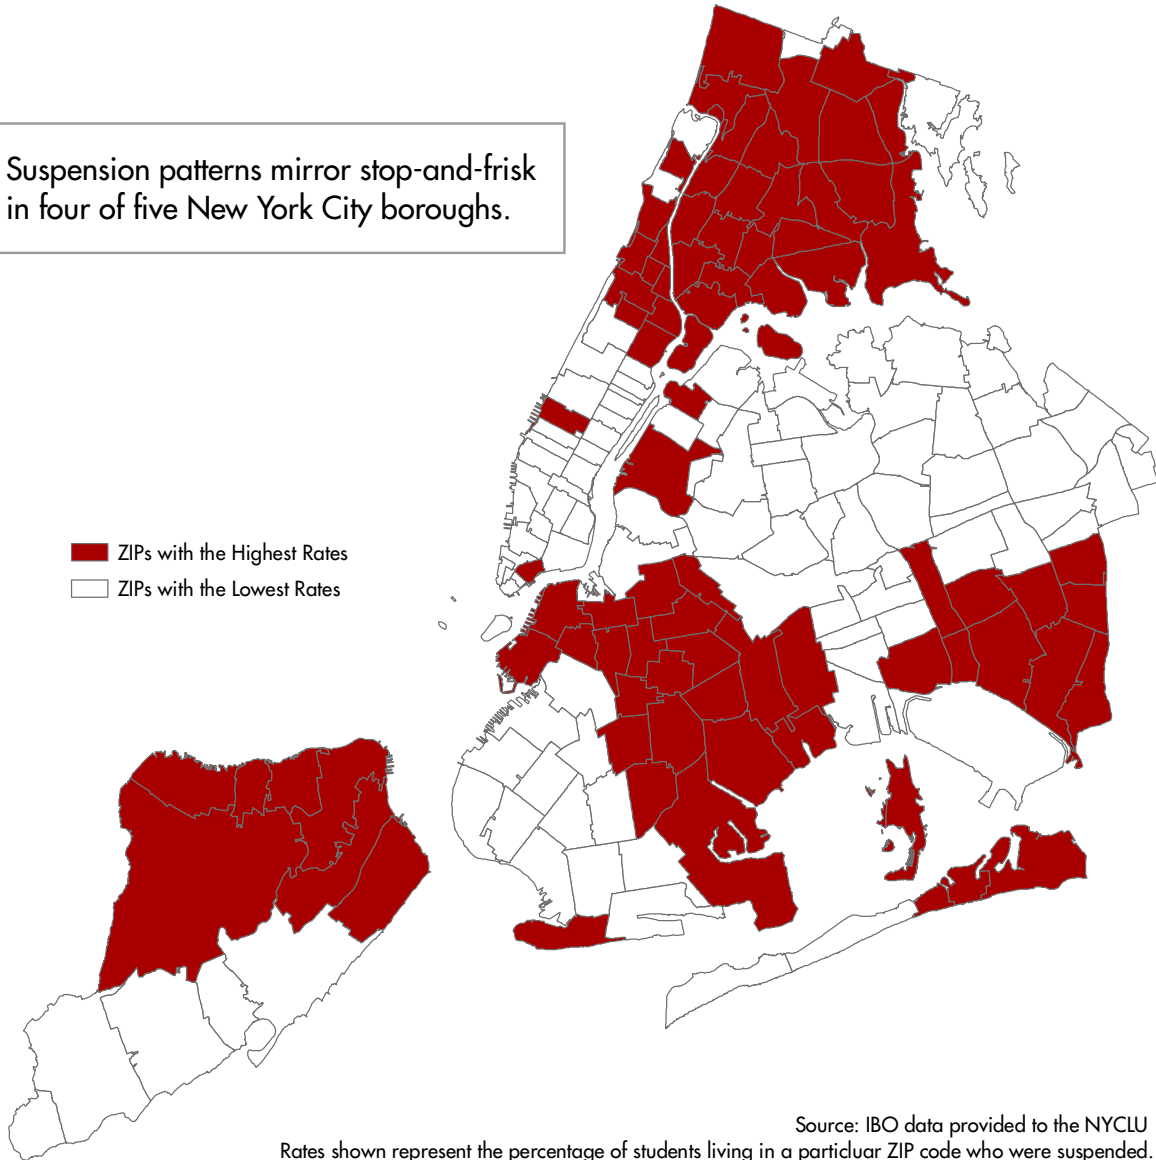 Suspension patterns mirror stop-and-frisk
in four of five New York City boroughs.
ZIPs with the Highest Rates
ZIPs with the Lowest Rates
Source: IBO data provided to the NYCLU
Rates shown represent the percentage of students living in a particluar ZIP code who were suspended.